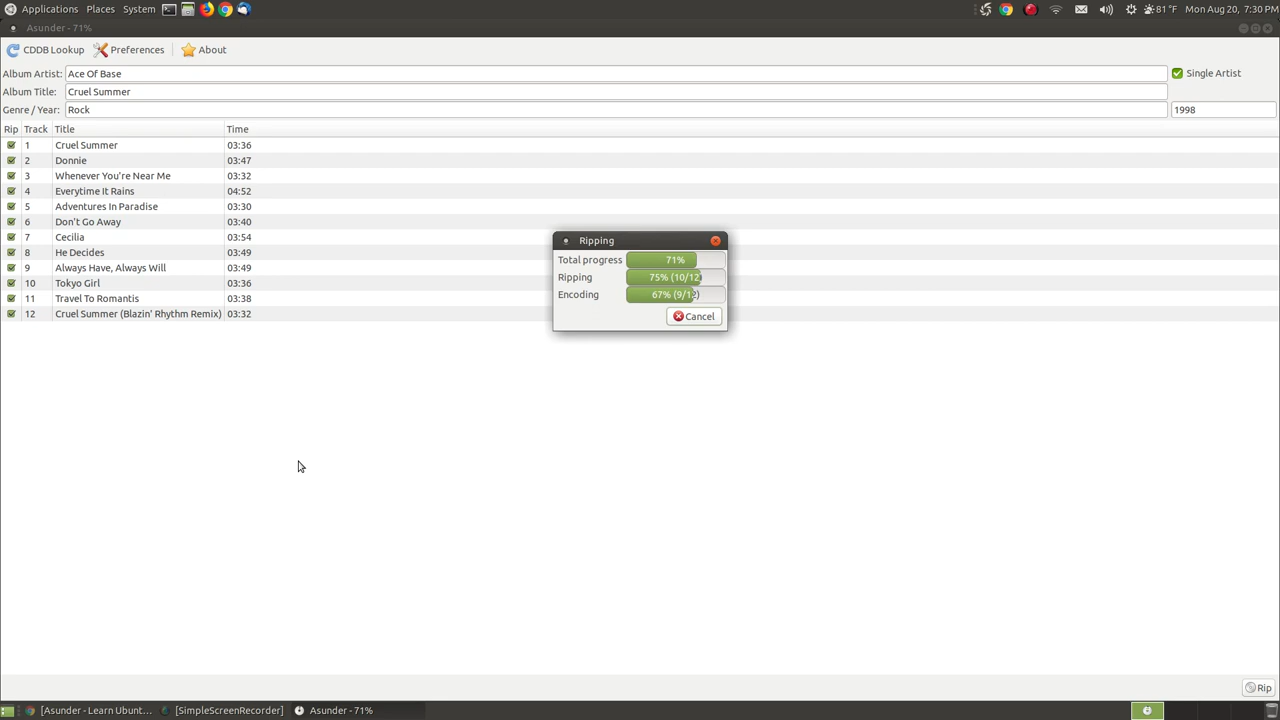 Applications Places System 81 °F Mon Aug 20, 7:30 PM
Asunder - 71%
CDDB Lookup Preferences About
Album Artist: Ace Of Base Single Artist
Album Title: Cruel Summer
Genre / Year: Rock 1998
Rip Track Title Time
1 Cruel Summer 03:36
2 Donnie 03:47
3 Whenever You're Near Me 03:32
4 Everytime It Rains 04:52
5 Adventures In Paradise 03:30
6 Don't Go Away 03:40
7 Cecilia 03:54
8 He Decides 03:49
9 Always Have, Always Will 03:49
10 Tokyo Girl 03:36
11 Travel To Romantis 03:38
12 Cruel Summer (Blazin' Rhythm Remix) 03:32
Ripping
Total progress 71%
Ripping 75% (10/12)
Encoding 67% (9/12)
Cancel
Rip
[Asunder - Learn Ubunt... [SimpleScreenRecorder] Asunder - 71%